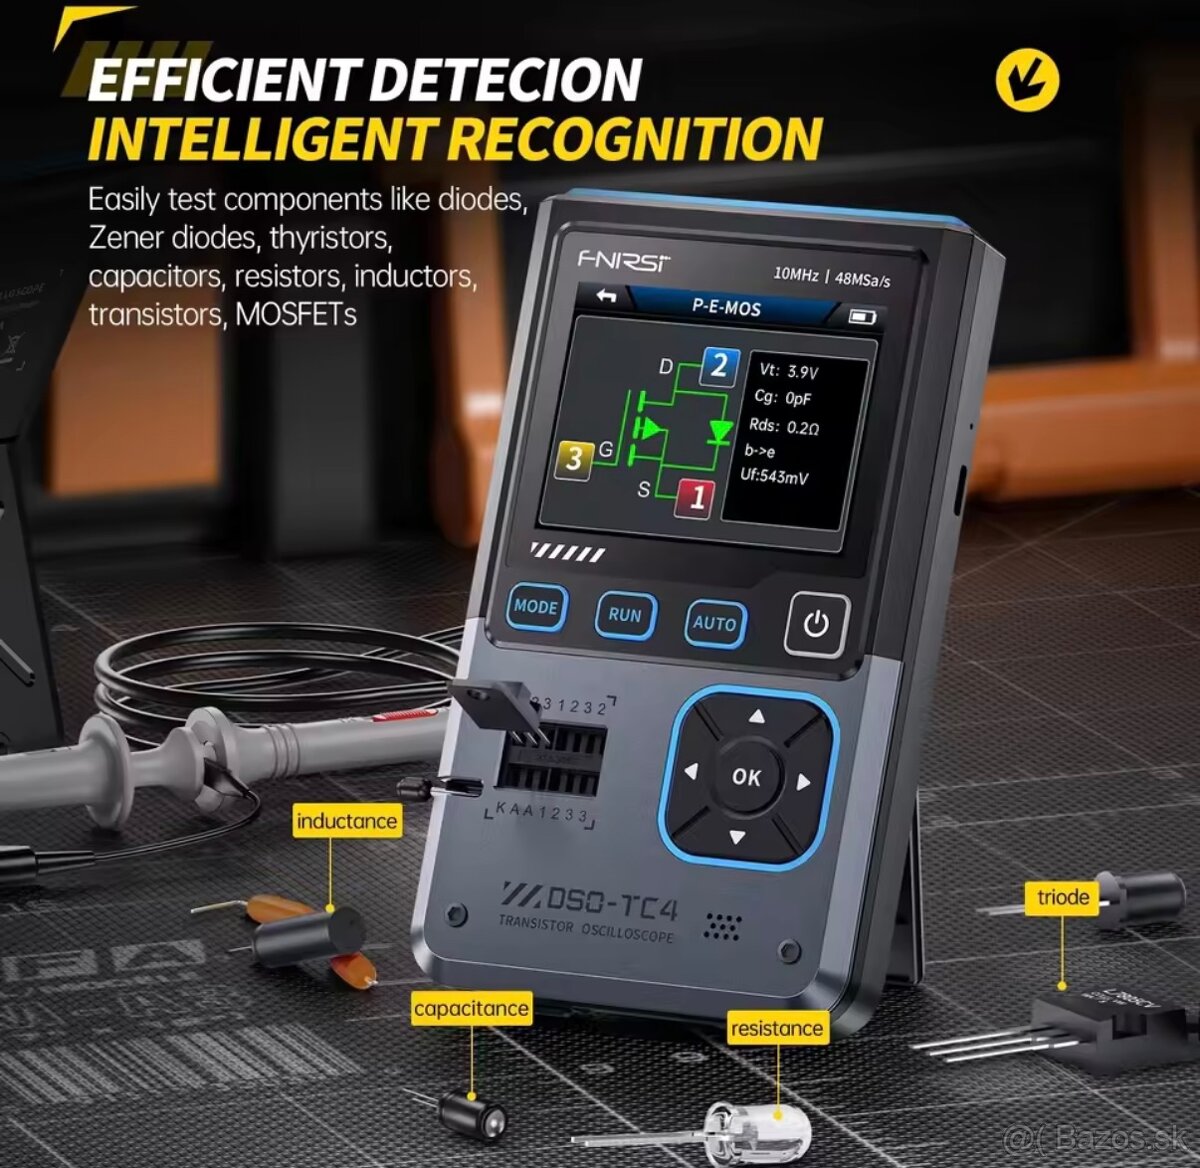 EFFICIENT DETECION
INTELLIGENT RECOGNITION
Easily test components like diodes,
Zener diodes, thyristors,
capacitors, resistors, inductors,
transistors, MOSFETs
FNIRSI
10MHz | 48MSa/s
P-E-MOS
D
2
3
G
S
1
Vt: 3.9V
Cg: 0pF
Rds: 0.2Ω
b->e
Uf:543mV
MODE
RUN
AUTO
31232
OK
KAA1233
DSO-TC4
TRANSISTOR OSCILLOSCOPE
inductance
capacitance
resistance
triode
L7805CV
@( Bazos.sk